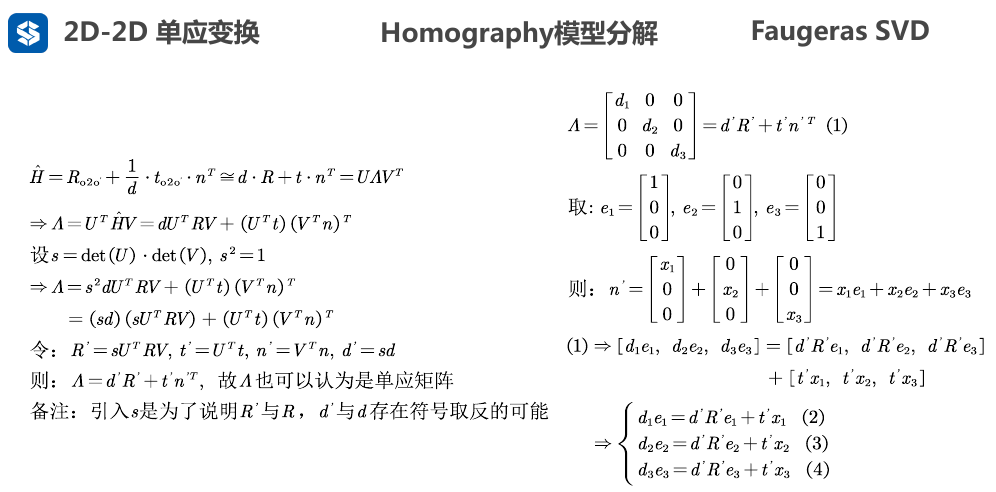 2D-2D 单应变换 Homography模型分解 Faugeras SVD
$\hat{H}=R_{o2o'}+\frac{1}{d}\cdot t_{o2o'}\cdot n^T\cong d\cdot R+t\cdot n^T=U\Lambda V^T$
$\Rightarrow \Lambda=U^T\hat{H}V=dU^TRV+(U^Tt)(V^Tn)^T$
设$s=\det(U)\cdot\det(V),\ s^2=1$
$\Rightarrow \Lambda=s^2dU^TRV+(U^Tt)(V^Tn)^T$
$=(sd)(sU^TRV)+(U^Tt)(V^Tn)^T$
令：$R'=sU^TRV,\ t'=U^Tt,\ n'=V^Tn,\ d'=sd$
则：$\Lambda=d'R'+t'n'^T$，故$\Lambda$也可以认为是单应矩阵
备注：引入$s$是为了说明$R'$与$R$，$d'$与$d$存在符号取反的可能
$\Lambda=\begin{bmatrix}d_1&0&0\\0&d_2&0\\0&0&d_3\end{bmatrix}=d'R'+t'n'^T\ (1)$
取: $e_1=\begin{bmatrix}1\\0\\0\end{bmatrix},\ e_2=\begin{bmatrix}0\\1\\0\end{bmatrix},\ e_3=\begin{bmatrix}0\\0\\1\end{bmatrix}$
则：$n'=\begin{bmatrix}x_1\\0\\0\end{bmatrix}+\begin{bmatrix}0\\x_2\\0\end{bmatrix}+\begin{bmatrix}0\\0\\x_3\end{bmatrix}=x_1e_1+x_2e_2+x_3e_3$
$(1)\Rightarrow[d_1e_1,\ d_2e_2,\ d_3e_3]=[d'R'e_1,\ d'R'e_2,\ d'R'e_3]$
$+[t'x_1,\ t'x_2,\ t'x_3]$
$\Rightarrow\begin{cases}d_1e_1=d'R'e_1+t'x_1\ (2)\\d_2e_2=d'R'e_2+t'x_2\ (3)\\d_3e_3=d'R'e_3+t'x_3\ (4)\end{cases}$